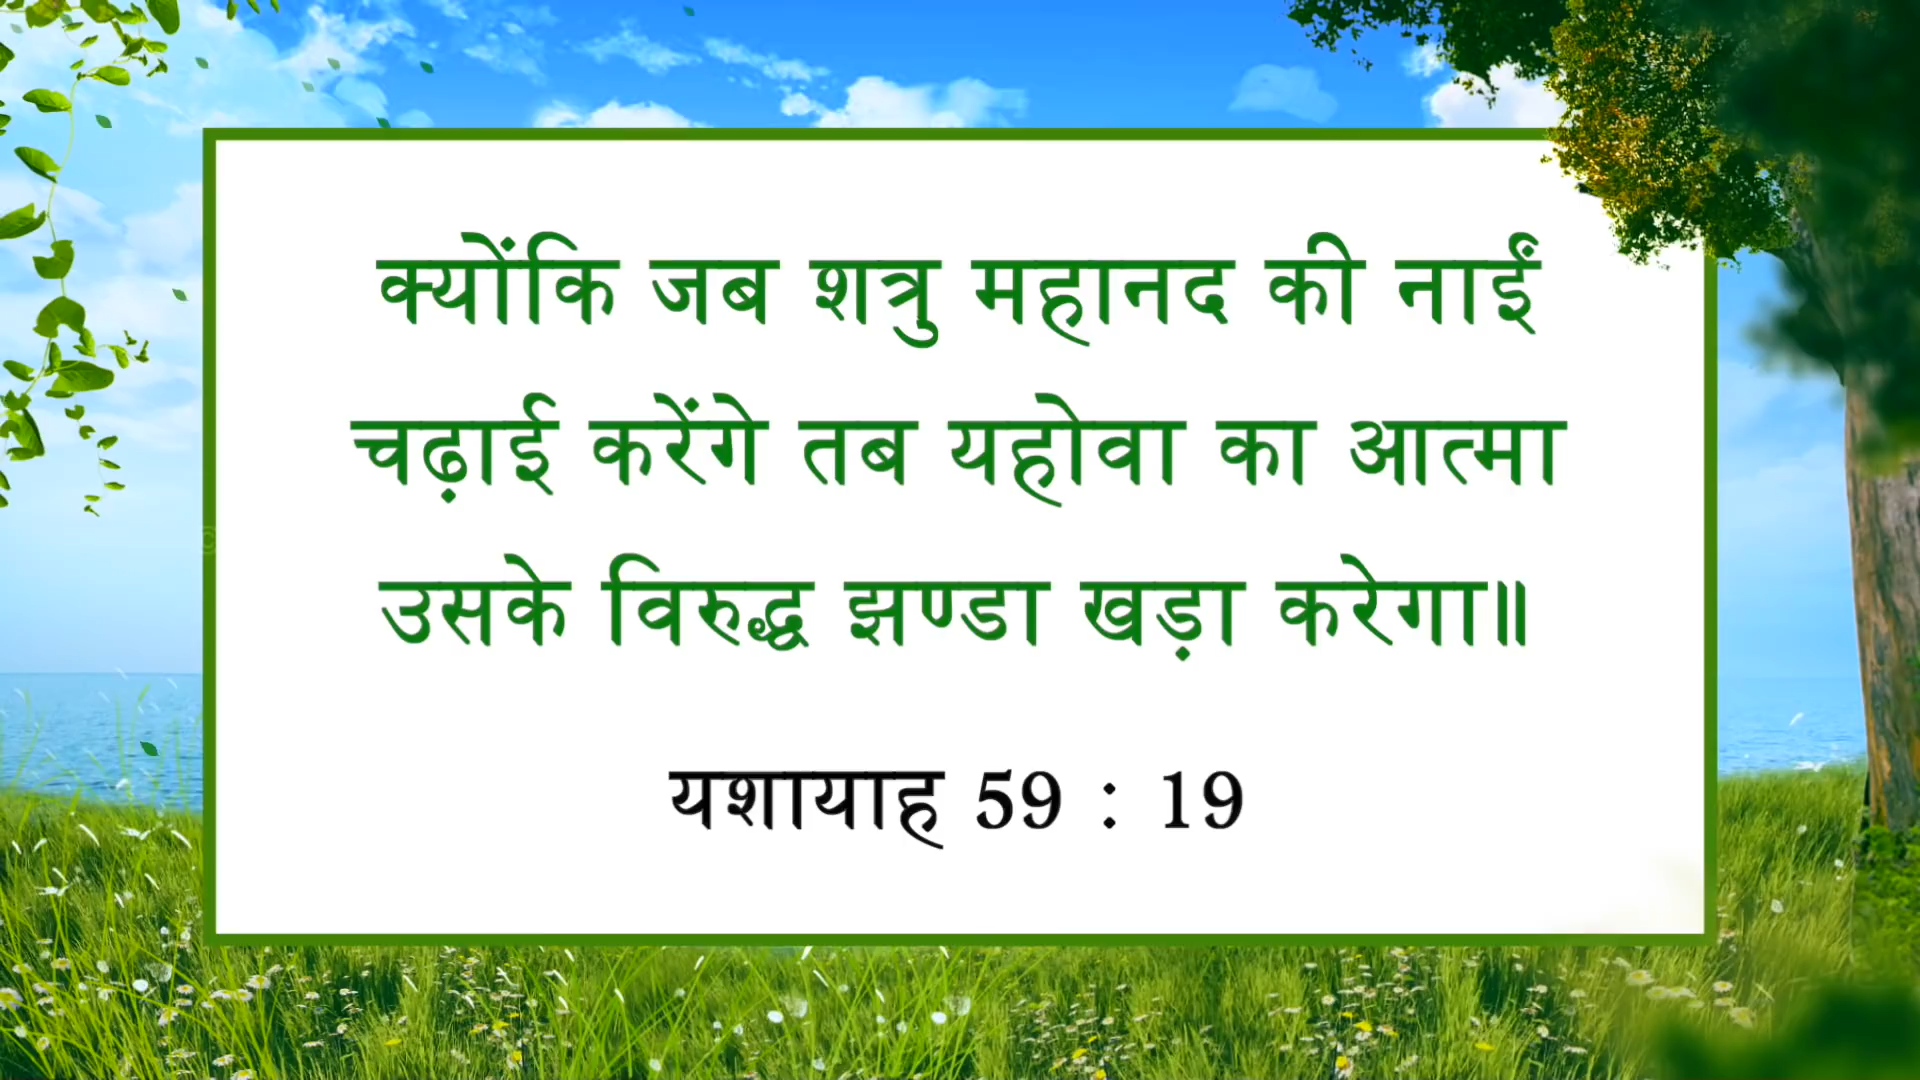 क्योंकि जब शत्रु महानद की नाईं
चढ़ाई करेंगे तब यहोवा का आत्मा
उसके विरुद्ध झण्डा खड़ा करेगा॥
यशायाह 59 : 19